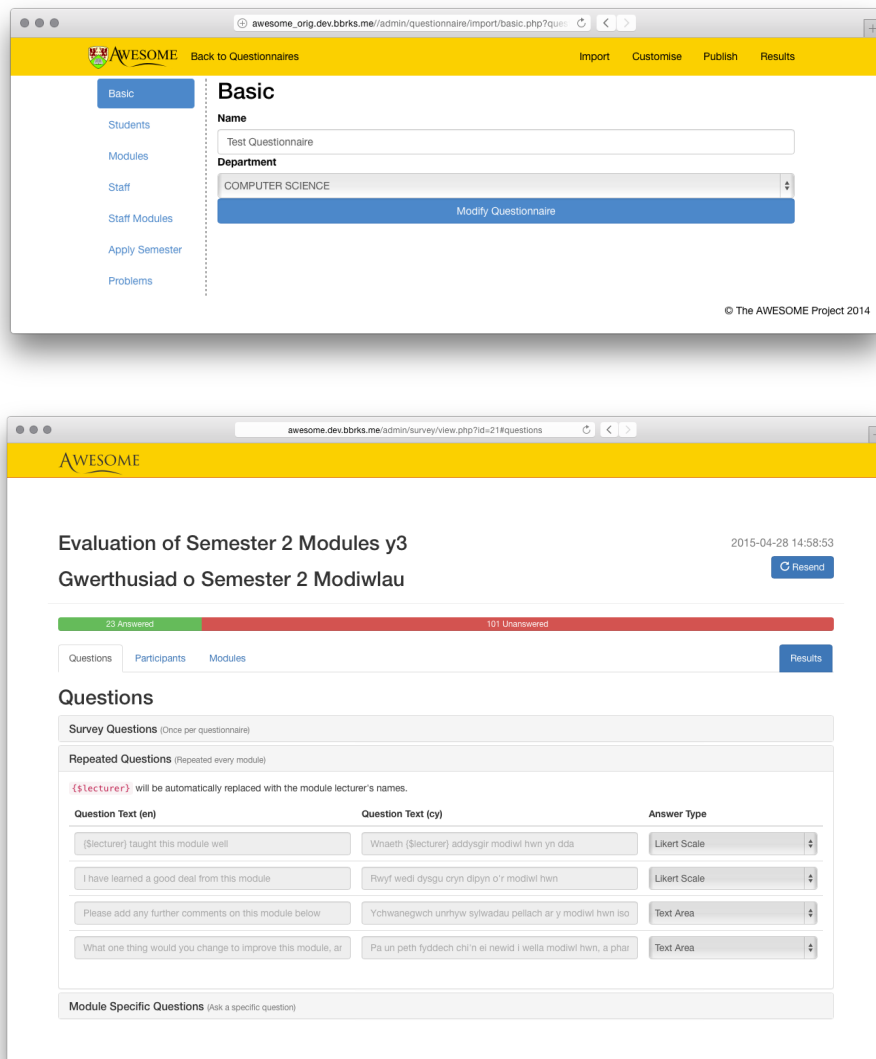 awesome_orig.dev.bbrks.me//admin/questionnaire/import/basic.php?ques
AWESOME Back to Questionnaires Import Customise Publish Results
Basic
Students
Modules
Staff
Staff Modules
Apply Semester
Problems
Basic
Name
Test Questionnaire
Department
COMPUTER SCIENCE
Modify Questionnaire
© The AWESOME Project 2014
awesome.dev.bbrks.me/admin/survey/view.php?id=21#questions
AWESOME
Evaluation of Semester 2 Modules y3
2015-04-28 14:58:53
Gwerthusiad o Semester 2 Modiwlau
Resend
23 Answered 101 Unanswered
Questions Participants Modules Results
Questions
Survey Questions (Once per questionnaire)
Repeated Questions (Repeated every module)
{$lecturer} will be automatically replaced with the module lecturer's names.
Question Text (en) Question Text (cy) Answer Type
{$lecturer} taught this module well Wnaeth {$lecturer} addysgir modiwl hwn yn dda Likert Scale
I have learned a good deal from this module Rwyf wedi dysgu cryn dipyn o'r modiwl hwn Likert Scale
Please add any further comments on this module below Ychwanegwch unrhyw sylwadau pellach ar y modiwl hwn iso Text Area
What one thing would you change to improve this module, ar Pa un peth fyddech chi'n ei newid i wella modiwl hwn, a phar Text Area
Module Specific Questions (Ask a specific question)